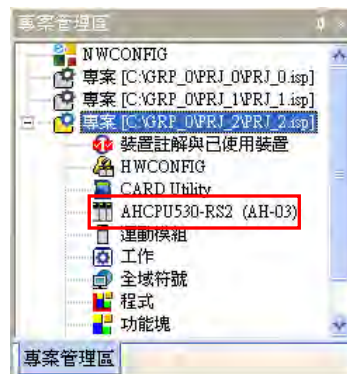 專案管理區
NWCONFIG
專案 [C:\GRP_0\PRJ_0\PRJ_0.isp]
專案 [C:\GRP_0\PRJ_1\PRJ_1.isp]
專案 [C:\GRP_0\PRJ_2\PRJ_2.isp]
裝置註解與已使用裝置
HWCONFIG
CARD Utility
AHCPU530-RS2 (AH-03)
運動模組
工作
全域符號
程式
功能塊
專案管理區